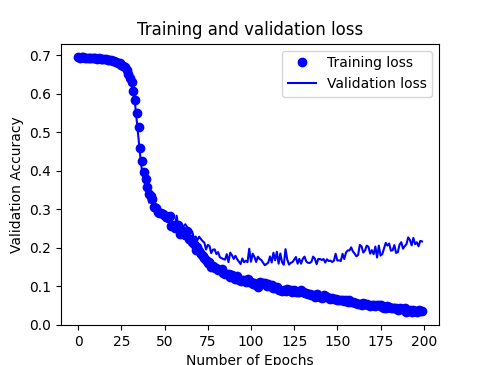 Training and validation loss
Training loss
Validation loss
Validation Accuracy
0.7
0.6
0.5
0.4
0.3
0.2
0.1
0.0
0 25 50 75 100 125 150 175 200
Number of Epochs